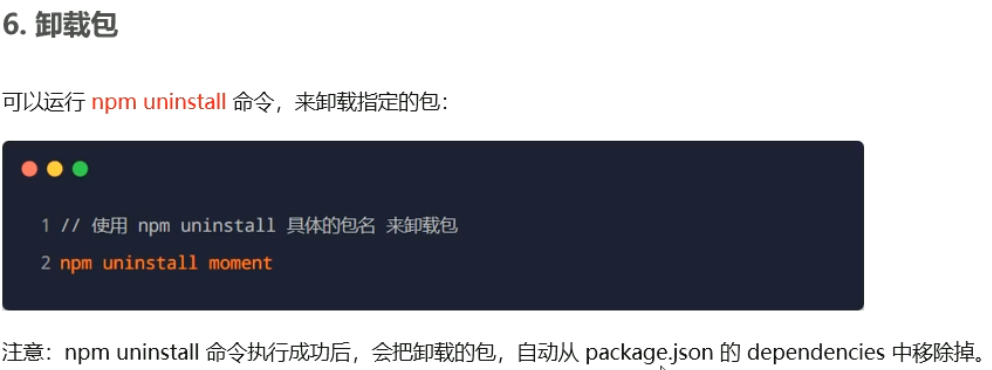 6. 卸载包
可以运行 npm uninstall 命令，来卸载指定的包：
1 // 使用 npm uninstall 具体的包名 来卸载包
2 npm uninstall moment
注意：npm uninstall 命令执行成功后，会把卸载的包，自动从 package.json 的 dependencies 中移除掉。